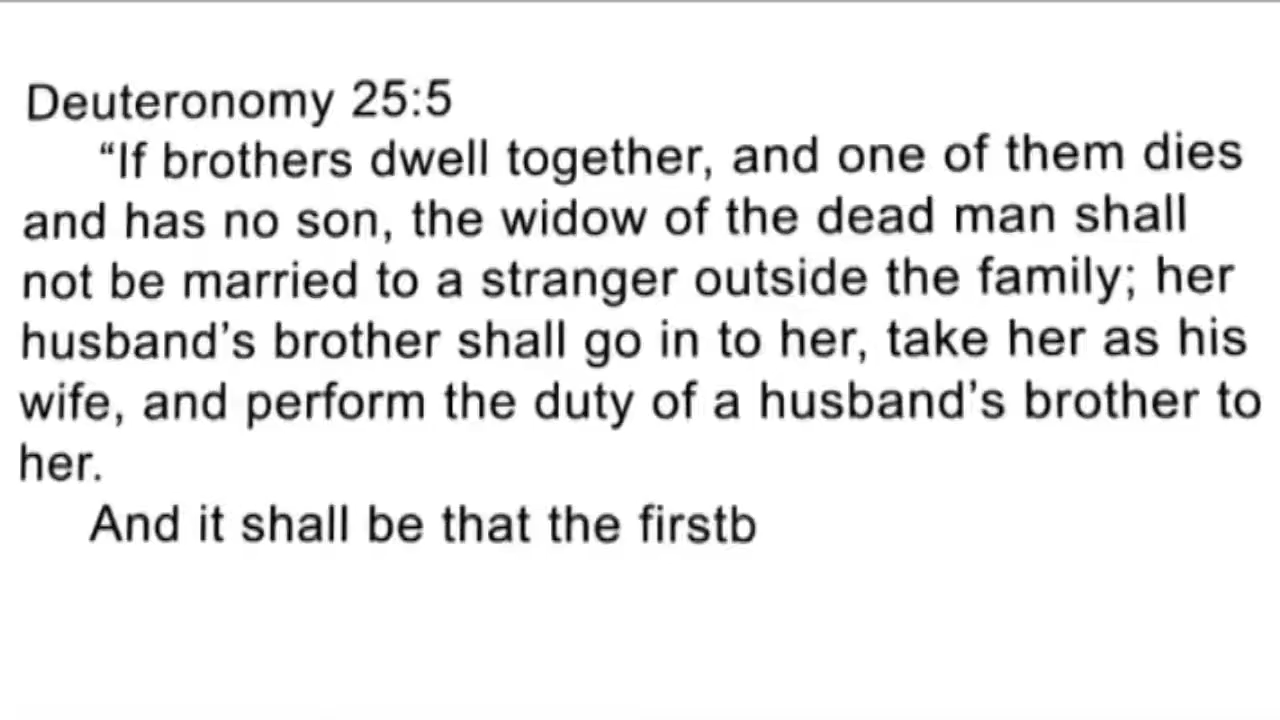 Deuteronomy 25:5
“If brothers dwell together, and one of them dies
and has no son, the widow of the dead man shall
not be married to a stranger outside the family; her
husband’s brother shall go in to her, take her as his
wife, and perform the duty of a husband’s brother to
her.
And it shall be that the firstb